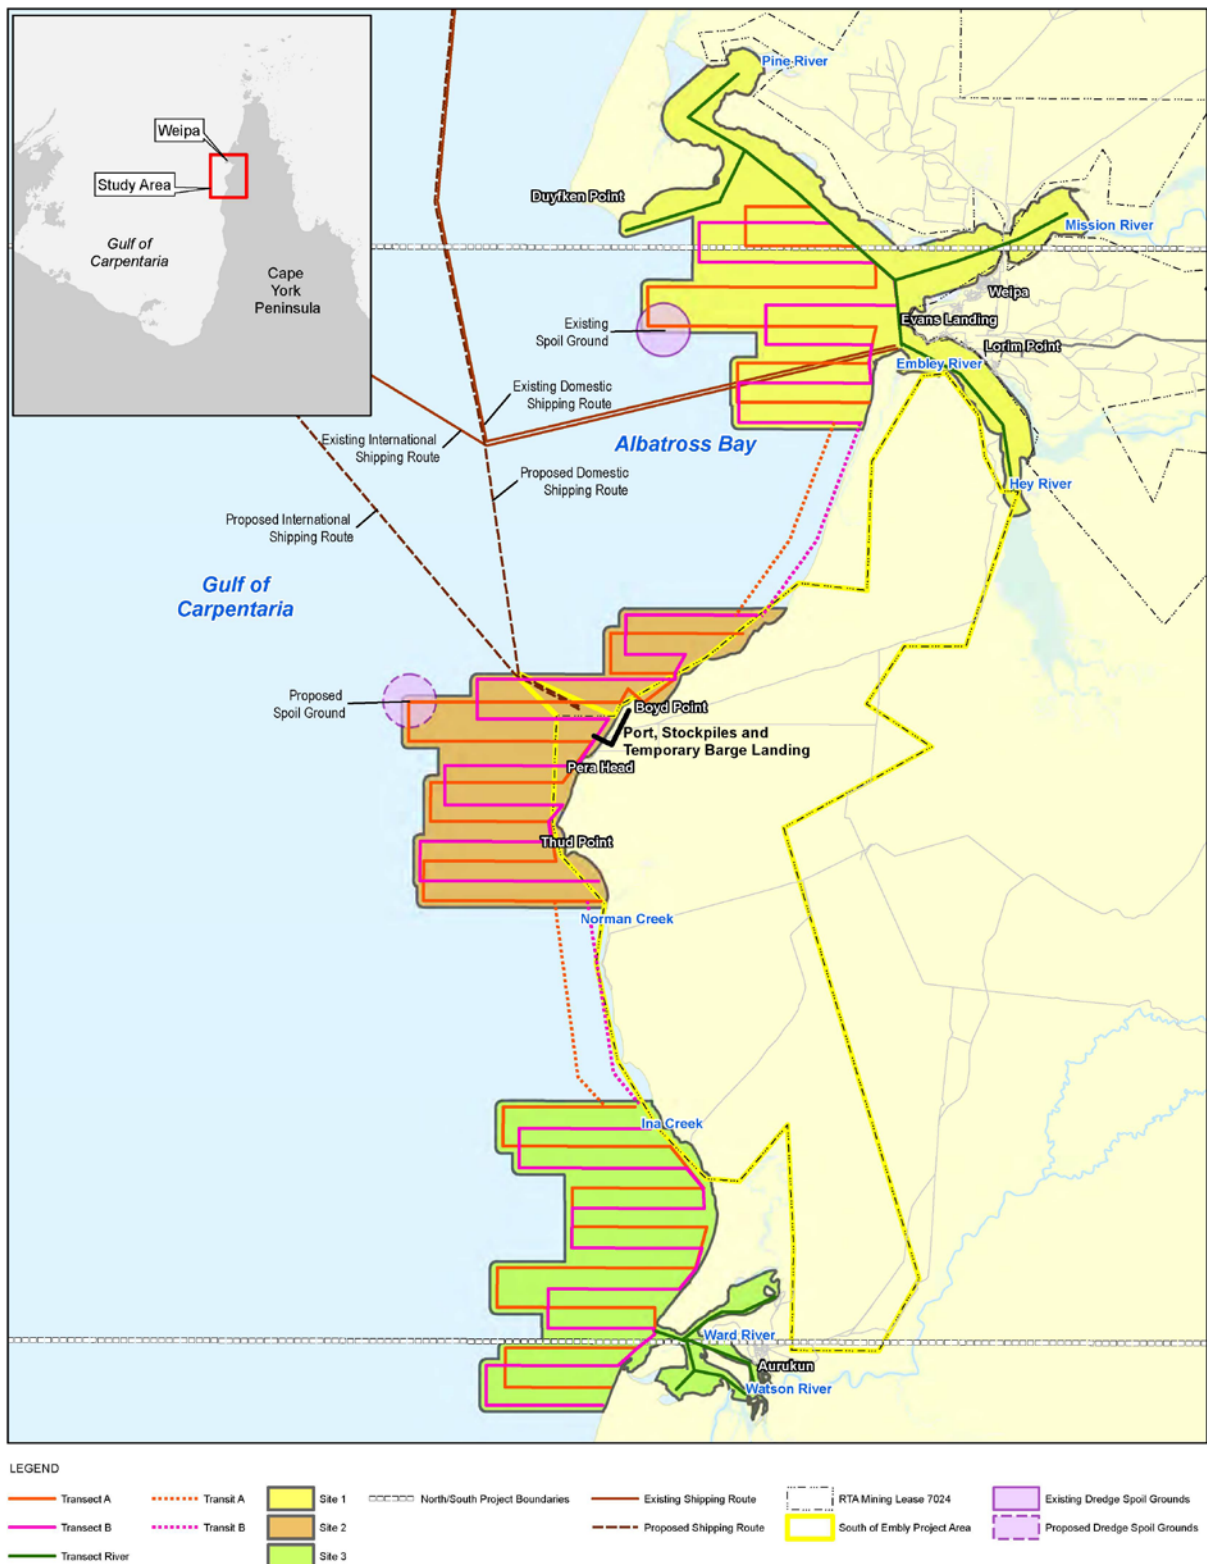 Weipa
Study Area
Gulf of
Carpentaria
Cape
York
Peninsula
Pine River
Duyfken Point
Mission River
Weipa
Existing
Spoil Ground
Evans Landing
Lorim Point
Embley River
Existing Domestic
Shipping Route
Existing International
Shipping Route
Albatross Bay
Proposed Domestic
Shipping Route
Hey River
Proposed International
Shipping Route
Gulf of
Carpentaria
Proposed
Spoil Ground
Boyd Point
Port, Stockpiles and
Temporary Barge Landing
Pera Head
Thud Point
Norman Creek
Ina Creek
Ward River
Aurukun
Watson River
LEGEND
Transect A
Transit A
Site 1
North/South Project Boundaries
Existing Shipping Route
RTA Mining Lease 7024
Existing Dredge Spoil Grounds
Transect B
Transit B
Site 2
Proposed Shipping Route
South of Embly Project Area
Proposed Dredge Spoil Grounds
Transect River
Site 3